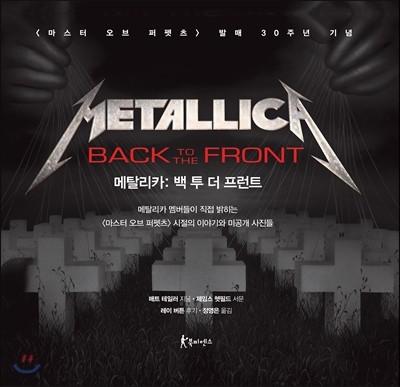 〈마스터 오브 퍼펫츠〉 발매 30주년 기념
METALLICA
BACK TO THE FRONT
메탈리카: 백 투 더 프런트
메탈리카 멤버들이 직접 밝히는
〈마스터 오브 퍼펫츠〉 시절의 이야기와 미공개 사진들
매트 테일러 지음 · 제임스 헷필드 서문
레이 버튼 후기 · 정영은 옮김
북피엔스